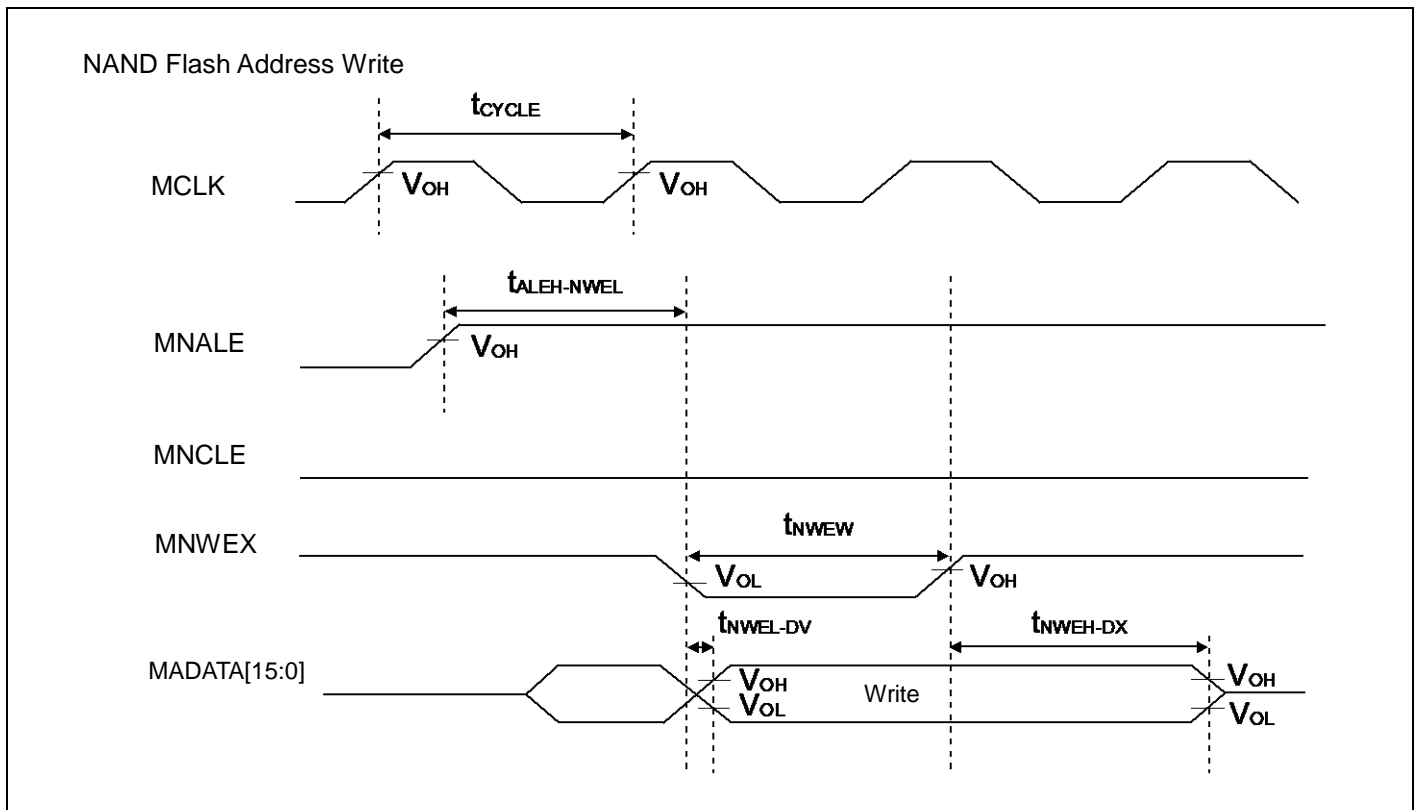 NAND Flash Address Write
tCYCLE
MCLK
VOH
VOH
tALEH-NWEL
MNALE
VOH
MNCLE
tNWEW
MNWEX
VOL
VOH
tNWEL-DV
tNWEH-DX
MADATA[15:0]
VOH
Write
VOH
VOL
VOL